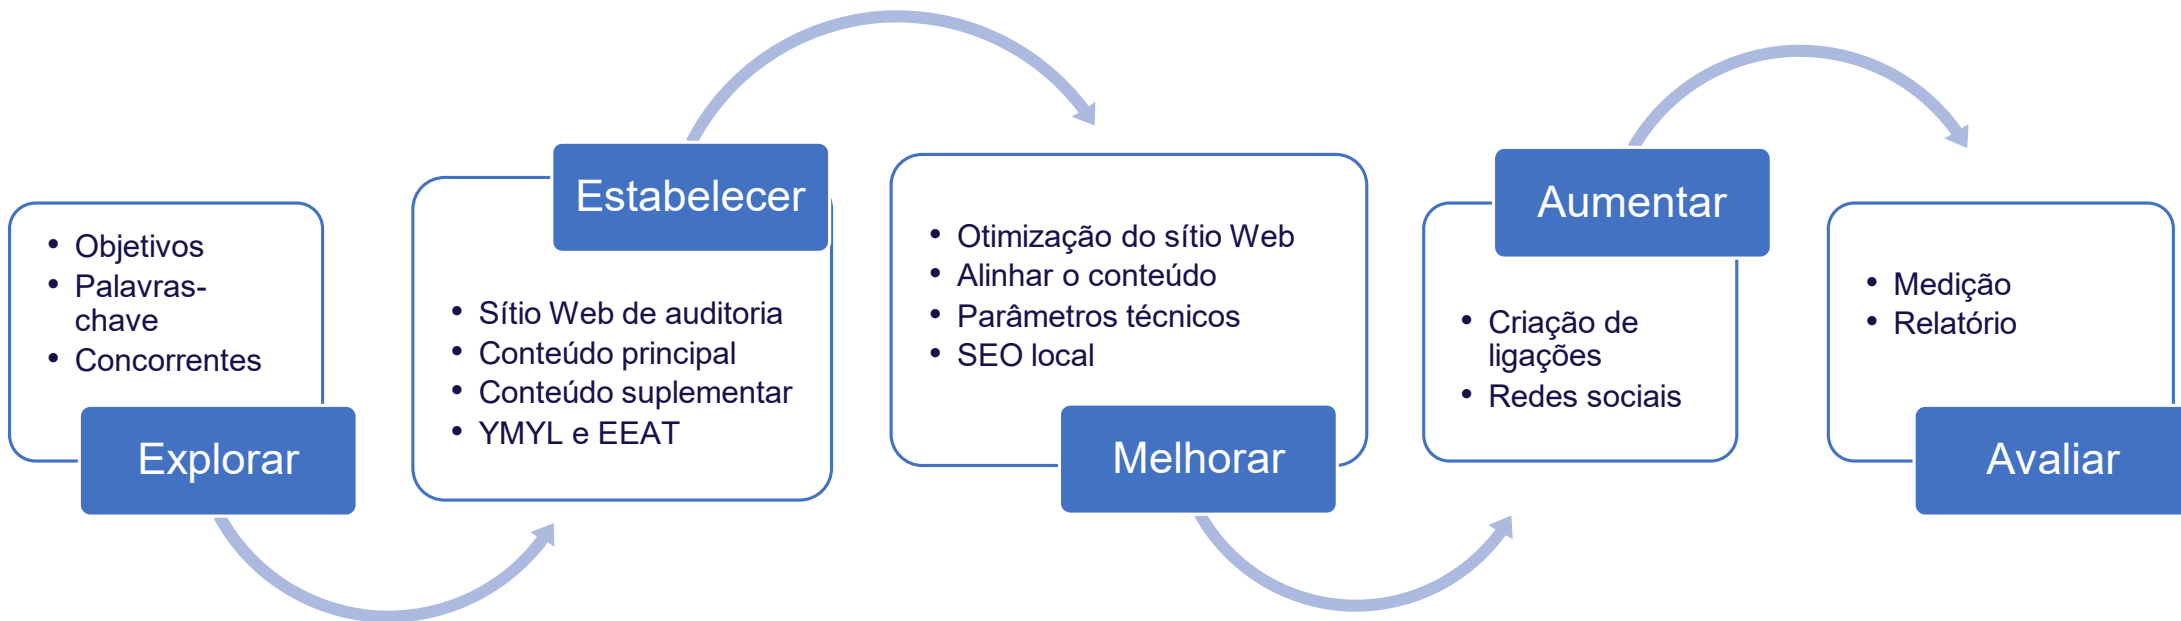 • Objetivos
• Palavras-
chave
• Concorrentes
Explorar
Estabelecer
• Sítio Web de auditoria
• Conteúdo principal
• Conteúdo suplementar
• YMYL e EEAT
• Otimização do sítio Web
• Alinhar o conteúdo
• Parâmetros técnicos
• SEO local
Melhorar
Aumentar
• Criação de
ligações
• Redes sociais
• Medição
• Relatório
Avaliar